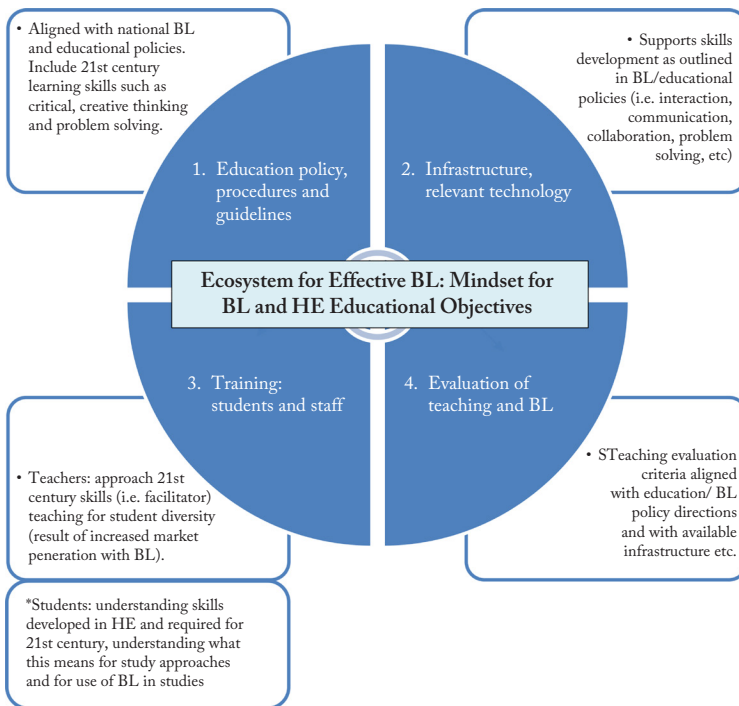 • Aligned with national BL
and educational policies.
Include 21st century
learning skills such as
critical, creative thinking
and problem solving.
• Supports skills
development as outlined
in BL/educational
policies (i.e. interaction,
communication,
collaboration, problem
solving, etc)
1. Education policy,
procedures and
guidelines
2. Infrastructure,
relevant technology
Ecosystem for Effective BL: Mindset for
BL and HE Educational Objectives
3. Training:
students and staff
4. Evaluation of
teaching and BL
• Teachers: approach 21st
century skills (i.e. facilitator)
teaching for student diversity
(result of increased market
peneration with BL).
• STeaching evaluation
criteria aligned
with education/ BL
policy directions
and with available
infrastructure etc.
*Students: understanding skills
developed in HE and required for
21st century, understanding what
this means for study approaches
and for use of BL in studies